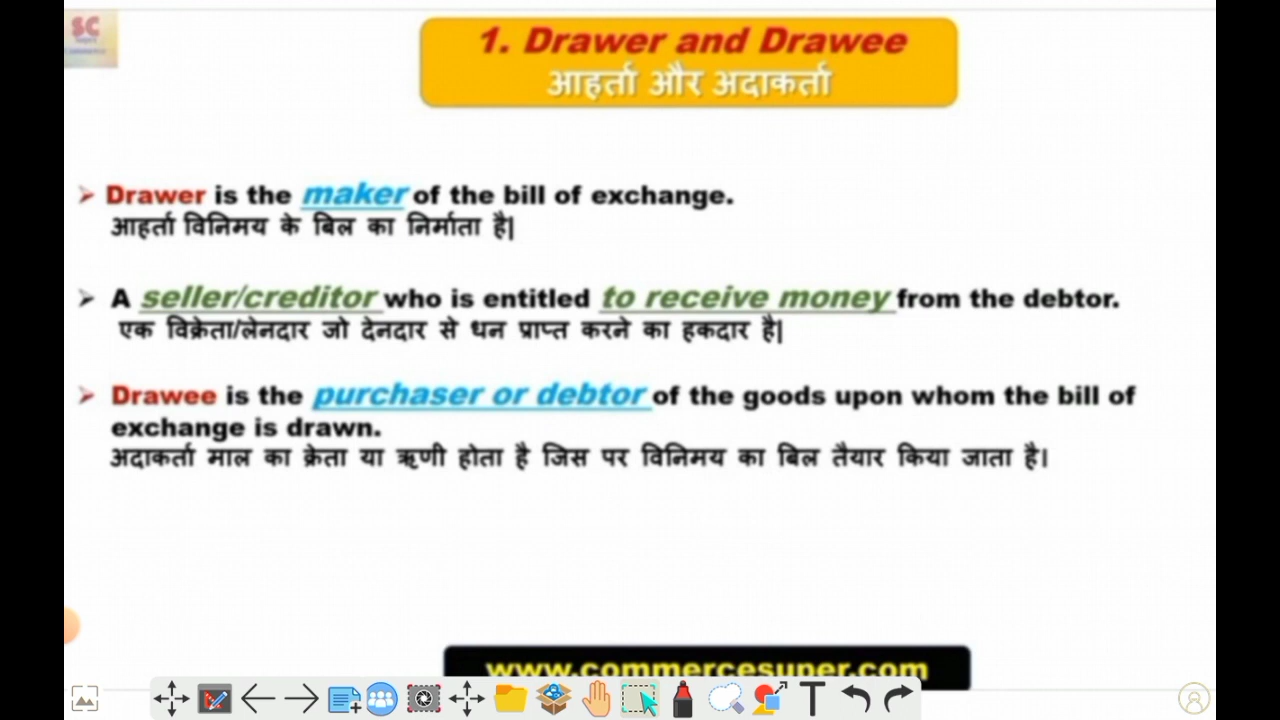 SC
1. Drawer and Drawee
आहर्ता और अदाकर्ता
➢ Drawer is the maker of the bill of exchange.
आहर्ता विनिमय के बिल का निर्माता है|
➢ A seller/creditor who is entitled to receive money from the debtor.
एक विक्रेता/लेनदार जो देनदार से धन प्राप्त करने का हकदार है|
➢ Drawee is the purchaser or debtor of the goods upon whom the bill of
exchange is drawn.
अदाकर्ता माल का क्रेता या ऋणी होता है जिस पर विनिमय का बिल तैयार किया जाता है।
www.commercesuper.com